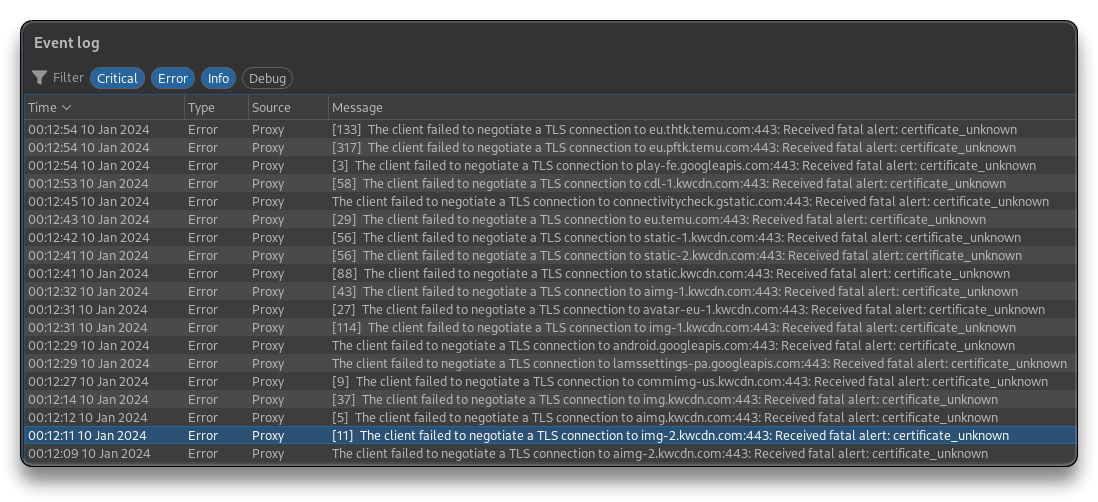 Event log
Filter Critical Error Info Debug
Time Type Source Message
00:12:54 10 Jan 2024 Error Proxy [133] The client failed to negotiate a TLS connection to eu.thtk.temu.com:443: Received fatal alert: certificate_unknown
00:12:54 10 Jan 2024 Error Proxy [317] The client failed to negotiate a TLS connection to eu.pftk.temu.com:443: Received fatal alert: certificate_unknown
00:12:54 10 Jan 2024 Error Proxy [3] The client failed to negotiate a TLS connection to play-fe.googleapis.com:443: Received fatal alert: certificate_unknown
00:12:53 10 Jan 2024 Error Proxy [58] The client failed to negotiate a TLS connection to cdl-1.kwcdn.com:443: Received fatal alert: certificate_unknown
00:12:45 10 Jan 2024 Error Proxy The client failed to negotiate a TLS connection to connectivitycheck.gstatic.com:443: Received fatal alert: certificate_unknown
00:12:43 10 Jan 2024 Error Proxy [29] The client failed to negotiate a TLS connection to eu.temu.com:443: Received fatal alert: certificate_unknown
00:12:42 10 Jan 2024 Error Proxy [56] The client failed to negotiate a TLS connection to static-1.kwcdn.com:443: Received fatal alert: certificate_unknown
00:12:41 10 Jan 2024 Error Proxy [56] The client failed to negotiate a TLS connection to static-2.kwcdn.com:443: Received fatal alert: certificate_unknown
00:12:41 10 Jan 2024 Error Proxy [88] The client failed to negotiate a TLS connection to static.kwcdn.com:443: Received fatal alert: certificate_unknown
00:12:32 10 Jan 2024 Error Proxy [43] The client failed to negotiate a TLS connection to aimg-1.kwcdn.com:443: Received fatal alert: certificate_unknown
00:12:31 10 Jan 2024 Error Proxy [27] The client failed to negotiate a TLS connection to avatar-eu-1.kwcdn.com:443: Received fatal alert: certificate_unknown
00:12:31 10 Jan 2024 Error Proxy [114] The client failed to negotiate a TLS connection to img-1.kwcdn.com:443: Received fatal alert: certificate_unknown
00:12:29 10 Jan 2024 Error Proxy The client failed to negotiate a TLS connection to android.googleapis.com:443: Received fatal alert: certificate_unknown
00:12:29 10 Jan 2024 Error Proxy The client failed to negotiate a TLS connection to lamssettings-pa.googleapis.com:443: Received fatal alert: certificate_unknown
00:12:27 10 Jan 2024 Error Proxy [9] The client failed to negotiate a TLS connection to commimg-us.kwcdn.com:443: Received fatal alert: certificate_unknown
00:12:14 10 Jan 2024 Error Proxy [37] The client failed to negotiate a TLS connection to img.kwcdn.com:443: Received fatal alert: certificate_unknown
00:12:12 10 Jan 2024 Error Proxy [5] The client failed to negotiate a TLS connection to aimg.kwcdn.com:443: Received fatal alert: certificate_unknown
00:12:11 10 Jan 2024 Error Proxy [11] The client failed to negotiate a TLS connection to img-2.kwcdn.com:443: Received fatal alert: certificate_unknown
00:12:09 10 Jan 2024 Error Proxy The client failed to negotiate a TLS connection to aimg-2.kwcdn.com:443: Received fatal alert: certificate_unknown